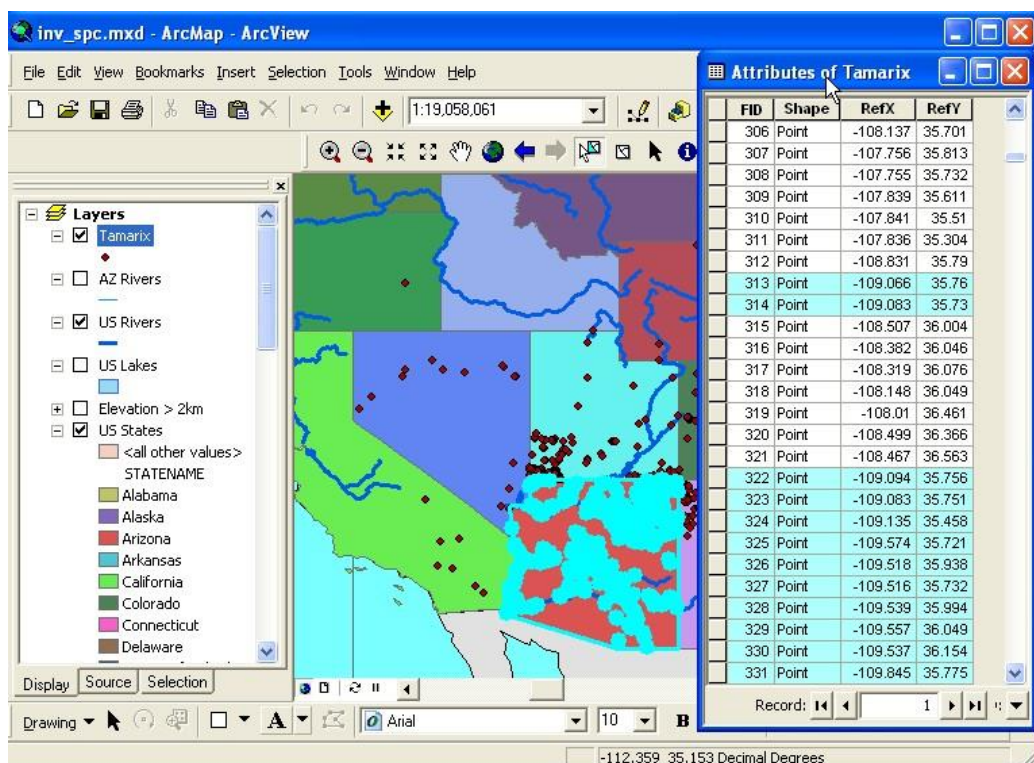 inv_spc.mxd - ArcMap - ArcView
File Edit View Bookmarks Insert Selection Tools Window Help
1:19,058,061
Layers
Tamarix
AZ Rivers
US Rivers
US Lakes
Elevation > 2km
US States
<all other values>
STATENAME
Alabama
Alaska
Arizona
Arkansas
California
Colorado
Connecticut
Delaware
Display Source Selection
Drawing A Arial 10 B
-112.359 35.153 Decimal Degrees
Attributes of Tamarix
FID Shape RefX RefY
306 Point -108.137 35.701
307 Point -107.756 35.813
308 Point -107.755 35.732
309 Point -107.839 35.611
310 Point -107.841 35.51
311 Point -107.836 35.304
312 Point -108.831 35.79
313 Point -109.066 35.76
314 Point -109.083 35.73
315 Point -108.507 36.004
316 Point -108.382 36.046
317 Point -108.319 36.076
318 Point -108.148 36.049
319 Point -108.01 36.461
320 Point -108.499 36.366
321 Point -108.467 36.563
322 Point -109.094 35.756
323 Point -109.083 35.751
324 Point -109.135 35.458
325 Point -109.574 35.721
326 Point -109.518 35.938
327 Point -109.516 35.732
328 Point -109.539 35.994
329 Point -109.557 36.049
330 Point -109.537 36.154
331 Point -109.845 35.775
Record: 1